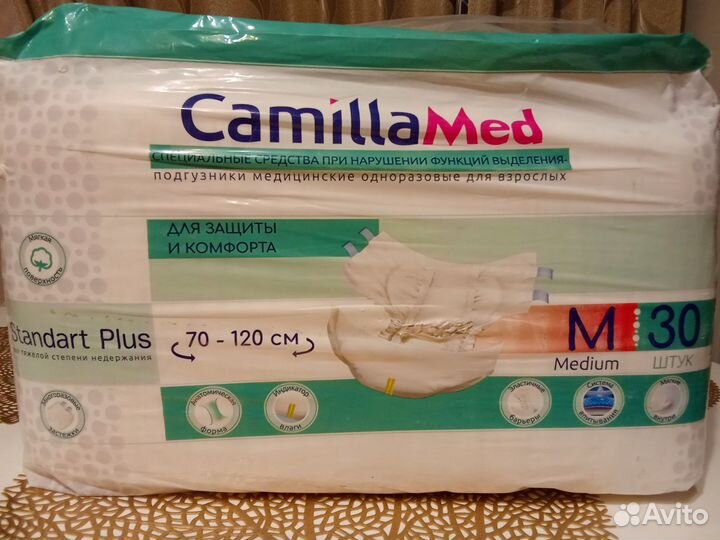 CamillaMed
СПЕЦИАЛЬНЫЕ СРЕДСТВА ПРИ НАРУШЕНИИ ФУНКЦИЙ ВЫДЕЛЕНИЯ-
ПОДГУЗНИКИ МЕДИЦИНСКИЕ ОДНОРАЗОВЫЕ ДЛЯ ВЗРОСЛЫХ
ДЛЯ ЗАЩИТЫ
И КОМФОРТА
Мягкая
поверхность
Standart Plus
тяжелой степени недержания
70 - 120 СМ
M
Medium
30
ШТУК
Многоразовые
застежки
Анатомическая
форма
Индикатор
влаги
Эластичные
барьеры
Система
впитывания
Мягкие
внутри
Avito